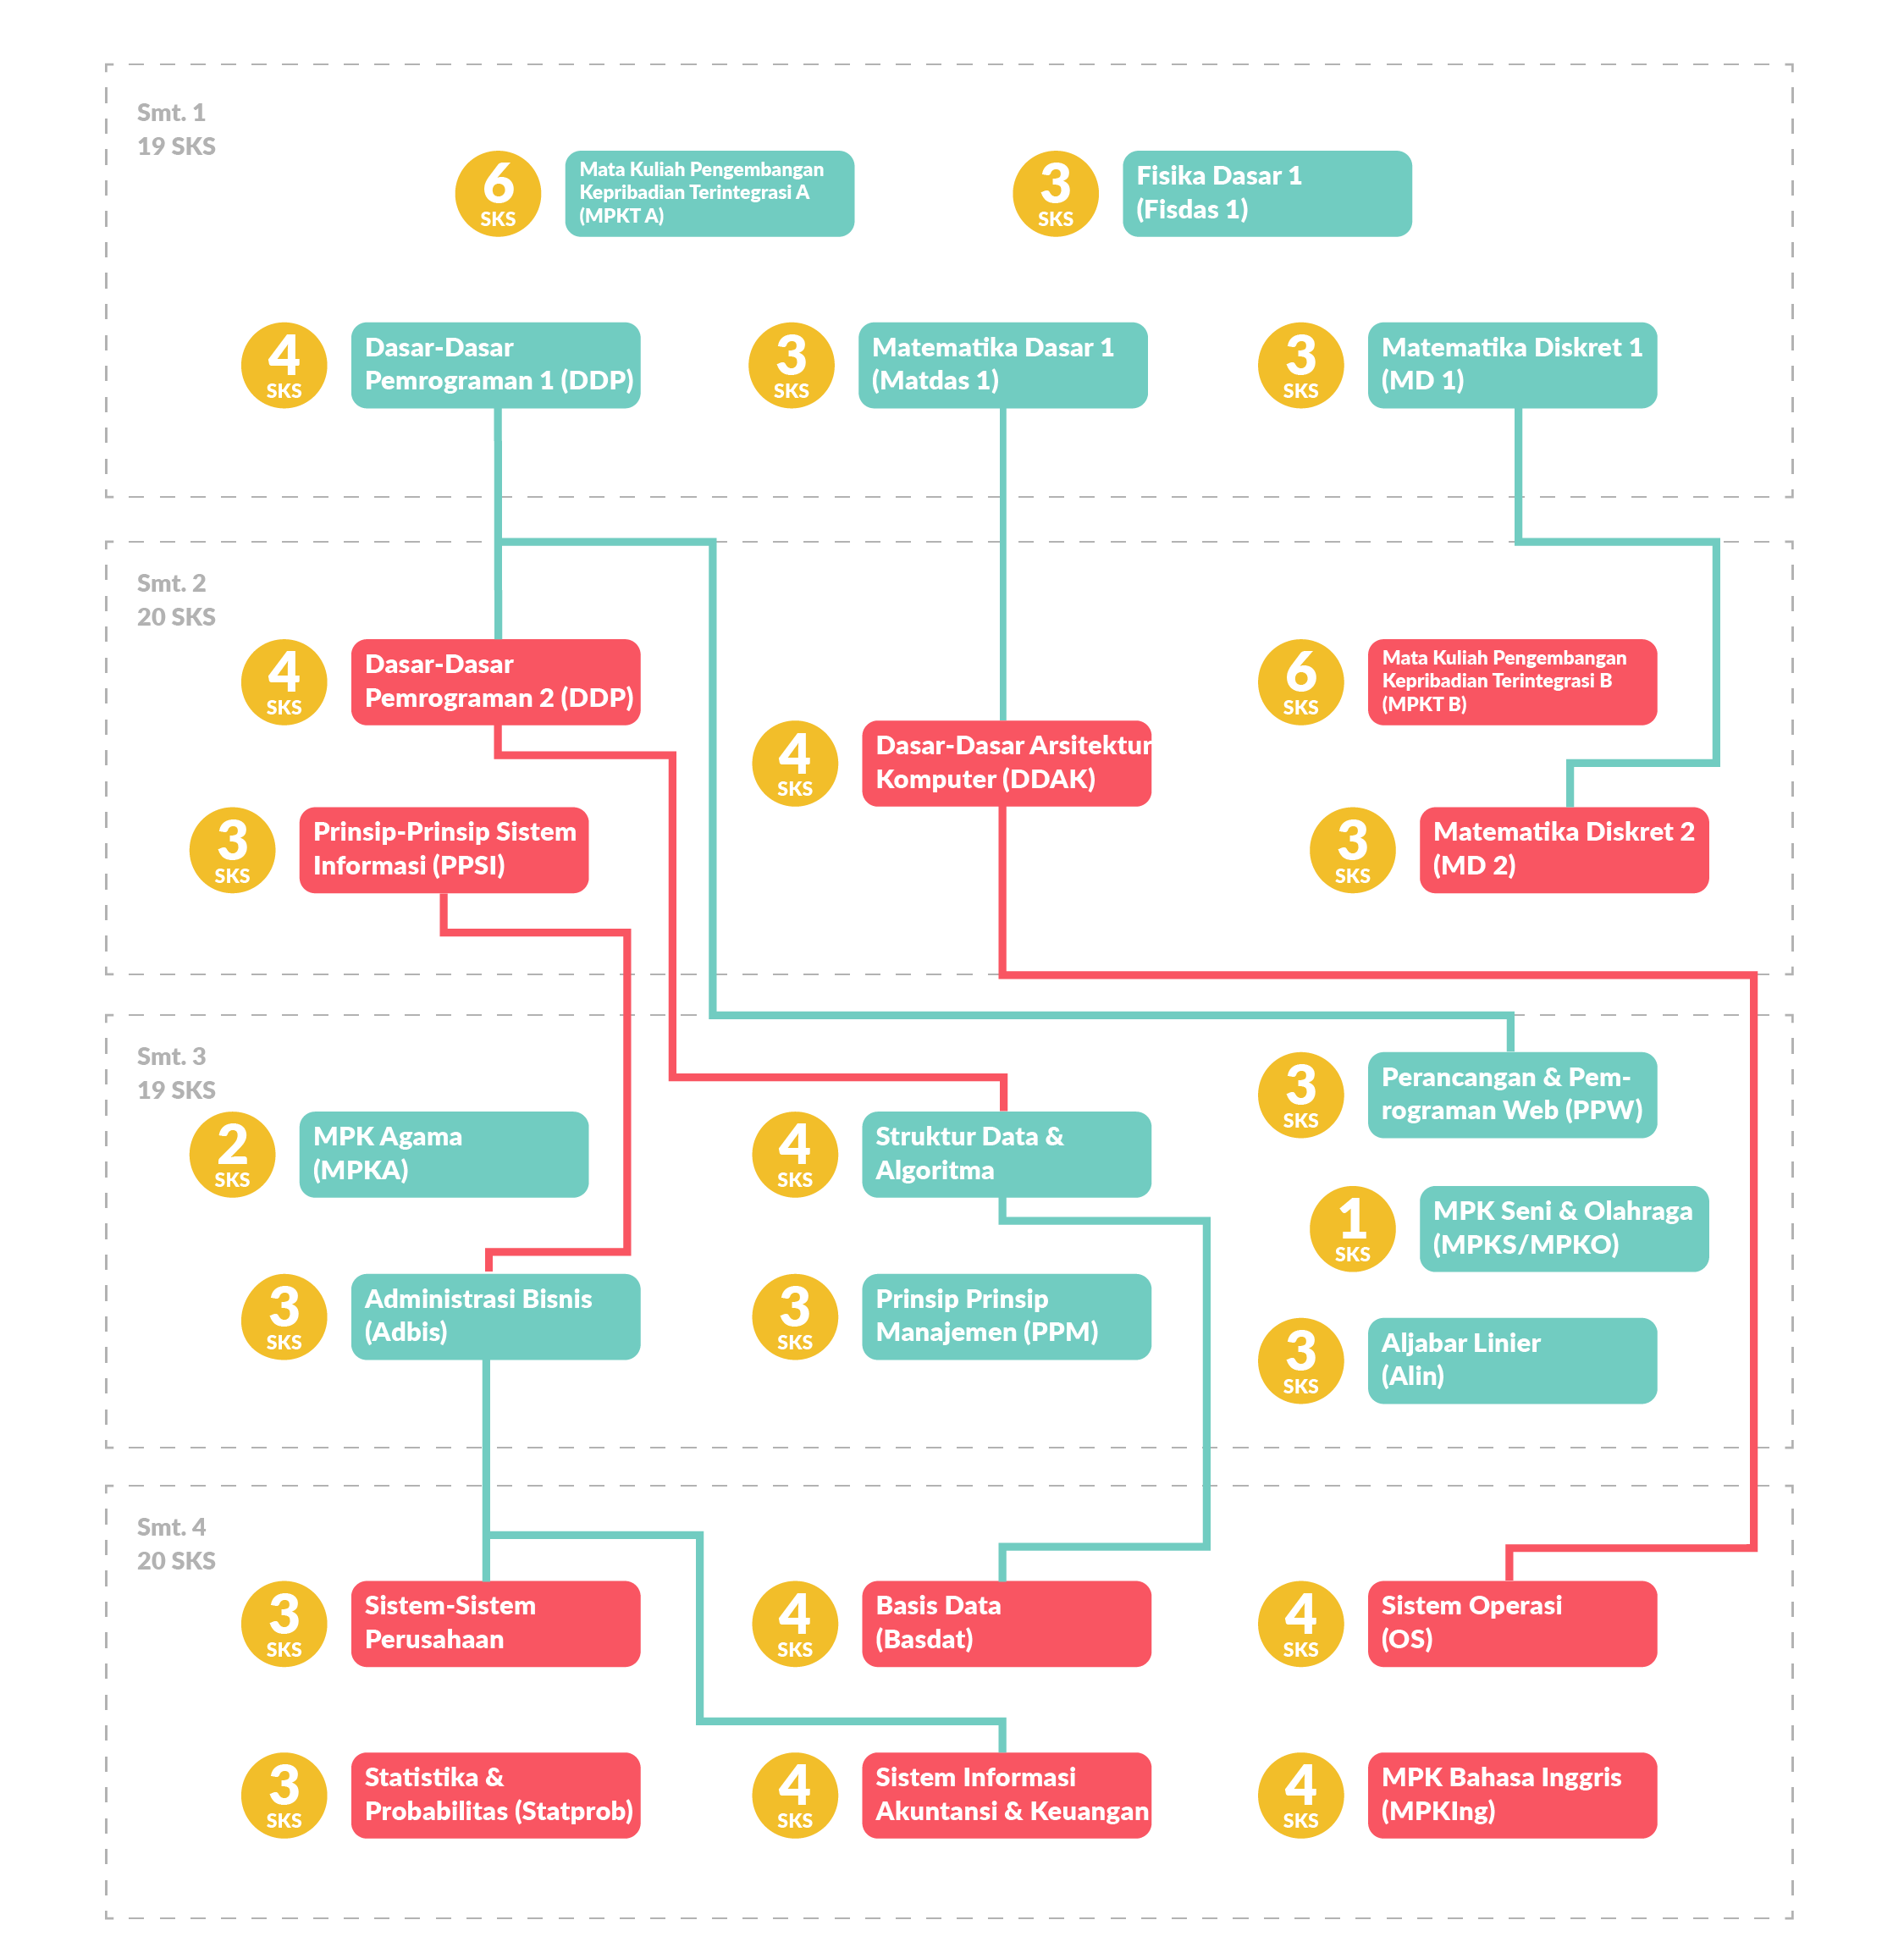 Smt. 1
19 SKS
6
SKS
Mata Kuliah Pengembangan
Kepribadian Terintegrasi A
(MPKT A)
3
SKS
Fisika Dasar 1
(Fisdas 1)
4
SKS
Dasar-Dasar
Pemrograman 1 (DDP)
3
SKS
Matematika Dasar 1
(Matdas 1)
3
SKS
Matematika Diskret 1
(MD 1)
Smt. 2
20 SKS
4
SKS
Dasar-Dasar
Pemrograman 2 (DDP)
6
SKS
Mata Kuliah Pengembangan
Kepribadian Terintegrasi B
(MPKT B)
4
SKS
Dasar-Dasar Arsitektur
Komputer (DDAK)
3
SKS
Prinsip-Prinsip Sistem
Informasi (PPSI)
3
SKS
Matematika Diskret 2
(MD 2)
Smt. 3
19 SKS
3
SKS
Perancangan & Pem-
rograman Web (PPW)
2
SKS
MPK Agama
(MPKA)
4
SKS
Struktur Data &
Algoritma
1
SKS
MPK Seni & Olahraga
(MPKS/MPKO)
3
SKS
Administrasi Bisnis
(Adbis)
3
SKS
Prinsip Prinsip
Manajemen (PPM)
3
SKS
Aljabar Linier
(Alin)
Smt. 4
20 SKS
3
SKS
Sistem-Sistem
Perusahaan
4
SKS
Basis Data
(Basdat)
4
SKS
Sistem Operasi
(OS)
3
SKS
Statistika &
Probabilitas (Statprob)
4
SKS
Sistem Informasi
Akuntansi & Keuangan
4
SKS
MPK Bahasa Inggris
(MPKIng)